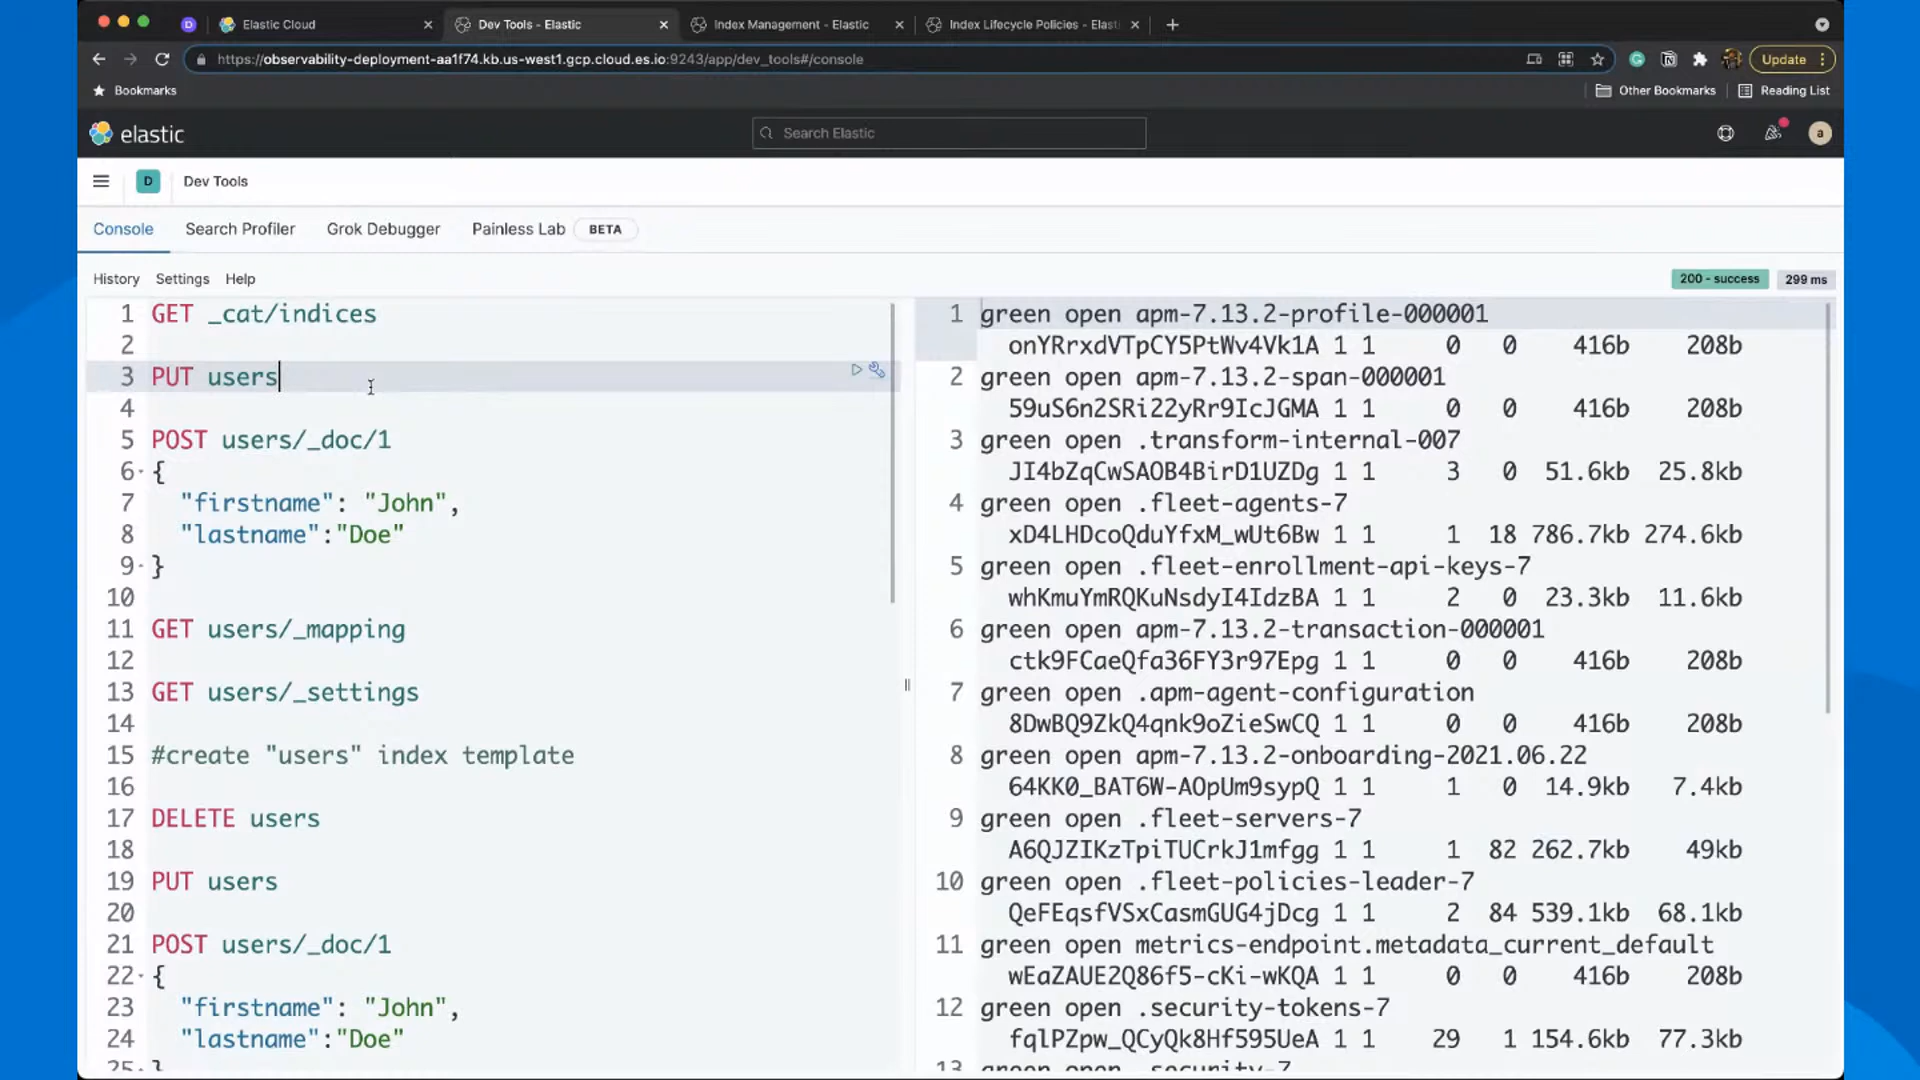 D
Elastic Cloud
Dev Tools - Elastic
Index Management - Elastic
Index Lifecycle Policies - Elast
https://observability-deployment-aa1f74.kb.us-west1.gcp.cloud.es.io:9243/app/dev_tools#/console
Update
Bookmarks
Other Bookmarks
Reading List
elastic
Search Elastic
a
D
Dev Tools
Console
Search Profiler
Grok Debugger
Painless Lab
BETA
History
Settings
Help
200 - success
299 ms
1 GET _cat/indices
2
3 PUT users
4
5 POST users/_doc/1
6 {
7 "firstname": "John",
8 "lastname":"Doe"
9 }
10
11 GET users/_mapping
12
13 GET users/_settings
14
15 #create "users" index template
16
17 DELETE users
18
19 PUT users
20
21 POST users/_doc/1
22 {
23 "firstname": "John",
24 "lastname":"Doe"
25 }
1 green open apm-7.13.2-profile-000001
onYRrxdVTpCY5PtWv4Vk1A 1 1 0 0 416b 208b
2 green open apm-7.13.2-span-000001
59uS6n2SRi22yRr9IcJGMA 1 1 0 0 416b 208b
3 green open .transform-internal-007
JI4bZqCwSAOB4BirD1UZDg 1 1 3 0 51.6kb 25.8kb
4 green open .fleet-agents-7
xD4LHDcoQduYfxM_wUt6Bw 1 1 1 18 786.7kb 274.6kb
5 green open .fleet-enrollment-api-keys-7
whKmuYmRQKuNsdyI4IdzBA 1 1 2 0 23.3kb 11.6kb
6 green open apm-7.13.2-transaction-000001
ctk9FCaeQfa36FY3r97Epg 1 1 0 0 416b 208b
7 green open .apm-agent-configuration
8DwBQ9ZkQ4qnk9oZieSwCQ 1 1 0 0 416b 208b
8 green open apm-7.13.2-onboarding-2021.06.22
64KK0_BAT6W-AOpUm9sypQ 1 1 1 0 14.9kb 7.4kb
9 green open .fleet-servers-7
A6QJZIKzTpiTUCrkJ1mfgg 1 1 1 82 262.7kb 49kb
10 green open .fleet-policies-leader-7
QeFEqsfVSxCasmGUG4jDcg 1 1 2 84 539.1kb 68.1kb
11 green open metrics-endpoint.metadata_current_default
wEaZAUE2Q86f5-cKi-wKQA 1 1 0 0 416b 208b
12 green open .security-tokens-7
fqlPZpw_QCyQk8Hf595UeA 1 1 29 1 154.6kb 77.3kb
13 green open .security-7